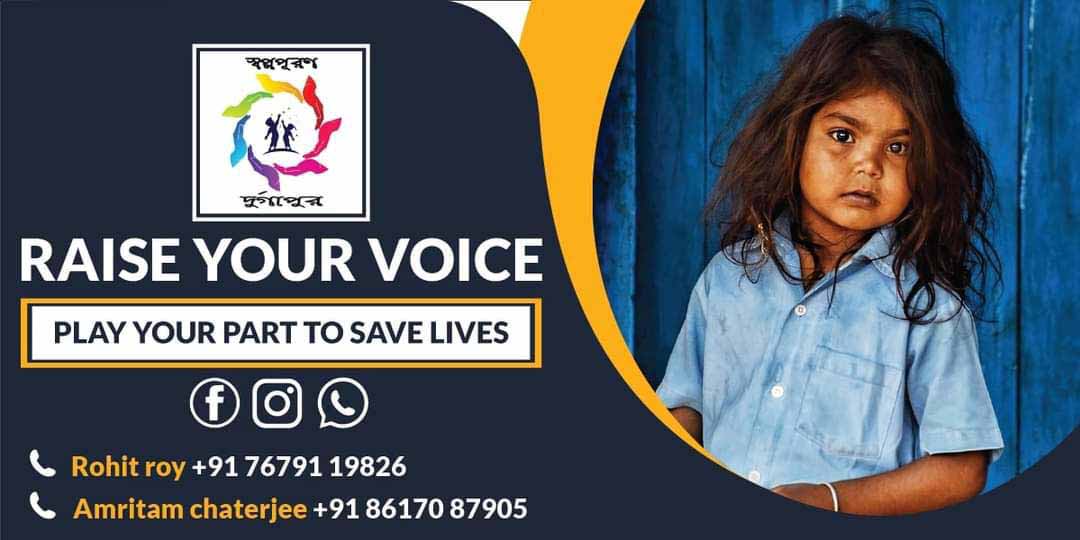 স্বপ্নপূরণ
দুর্গাপুর
RAISE YOUR VOICE
PLAY YOUR PART TO SAVE LIVES
Rohit roy +91 76791 19826
Amritam chaterjee +91 86170 87905